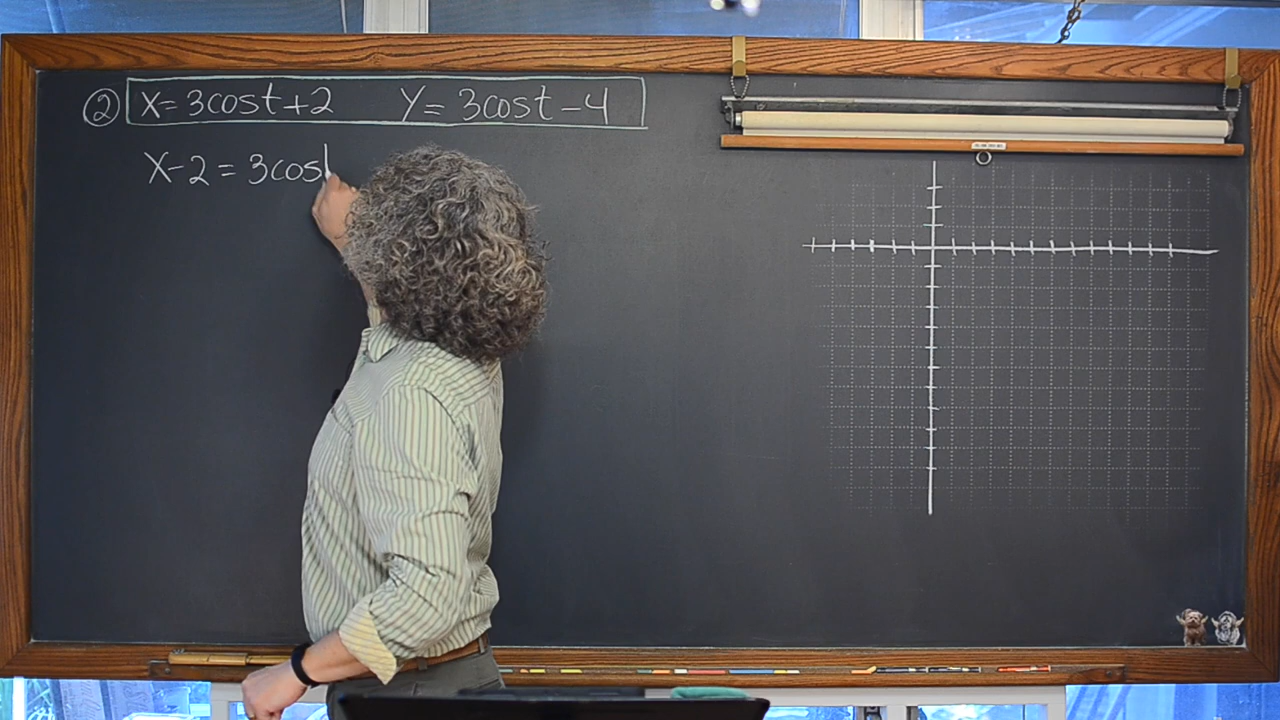 ② X = 3cost + 2 Y = 3cost - 4
X - 2 = 3cos